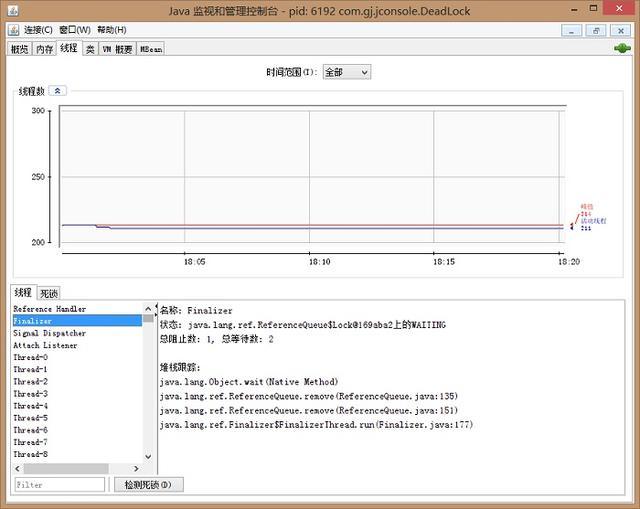 Java 监视和管理控制台 - pid: 6192 com.gj.jconsole.DeadLock
连接(C) 窗口(W) 帮助(H)
概览 内存 线程 类 VM 概要 MBean
时间范围(T): 全部
线程数
300
250
200
峰值
214
活动线程
211
18:05 18:10 18:15 18:20
线程 死锁
Reference Handler
Finalizer
Signal Dispatcher
Attach Listener
Thread-0
Thread-1
Thread-2
Thread-3
Thread-4
Thread-5
Thread-6
Thread-7
Thread-8
名称: Finalizer
状态: java.lang.ref.ReferenceQueue$Lock@169aba2上的WAITING
总阻止数: 1, 总等待数: 2
堆栈跟踪:
java.lang.Object.wait(Native Method)
java.lang.ref.ReferenceQueue.remove(ReferenceQueue.java:135)
java.lang.ref.ReferenceQueue.remove(ReferenceQueue.java:151)
java.lang.ref.Finalizer$FinalizerThread.run(Finalizer.java:177)
Filter 检测死锁(D)